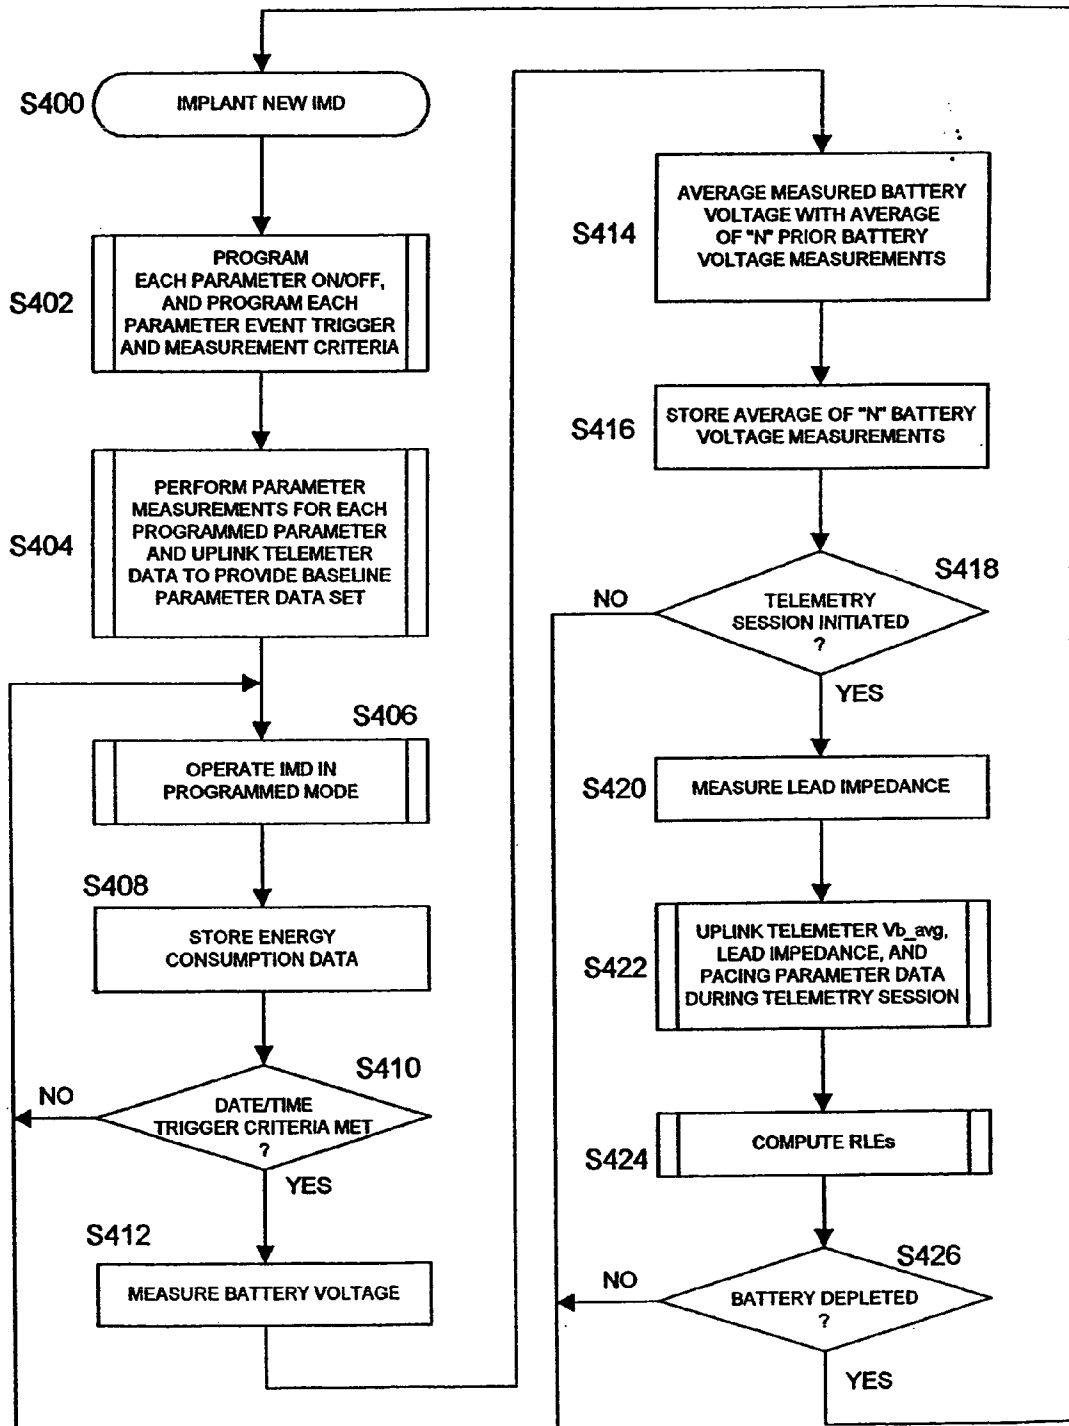 S400
IMPLANT NEW IMD
S402
PROGRAM
EACH PARAMETER ON/OFF,
AND PROGRAM EACH
PARAMETER EVENT TRIGGER
AND MEASUREMENT CRITERIA
S404
PERFORM PARAMETER
MEASUREMENTS FOR EACH
PROGRAMMED PARAMETER
AND UPLINK TELEMETER
DATA TO PROVIDE BASELINE
PARAMETER DATA SET
S406
OPERATE IMD IN
PROGRAMMED MODE
S408
STORE ENERGY
CONSUMPTION DATA
S410
NO
DATE/TIME
TRIGGER CRITERIA MET
?
YES
S412
MEASURE BATTERY VOLTAGE
S414
AVERAGE MEASURED BATTERY
VOLTAGE WITH AVERAGE
OF "N" PRIOR BATTERY
VOLTAGE MEASUREMENTS
S416
STORE AVERAGE OF "N" BATTERY
VOLTAGE MEASUREMENTS
S418
NO
TELEMETRY
SESSION INITIATED
?
YES
S420
MEASURE LEAD IMPEDANCE
S422
UPLINK TELEMETER Vb_avg,
LEAD IMPEDANCE, AND
PACING PARAMETER DATA
DURING TELEMETRY SESSION
S424
COMPUTE RLEs
S426
NO
BATTERY DEPLETED
?
YES